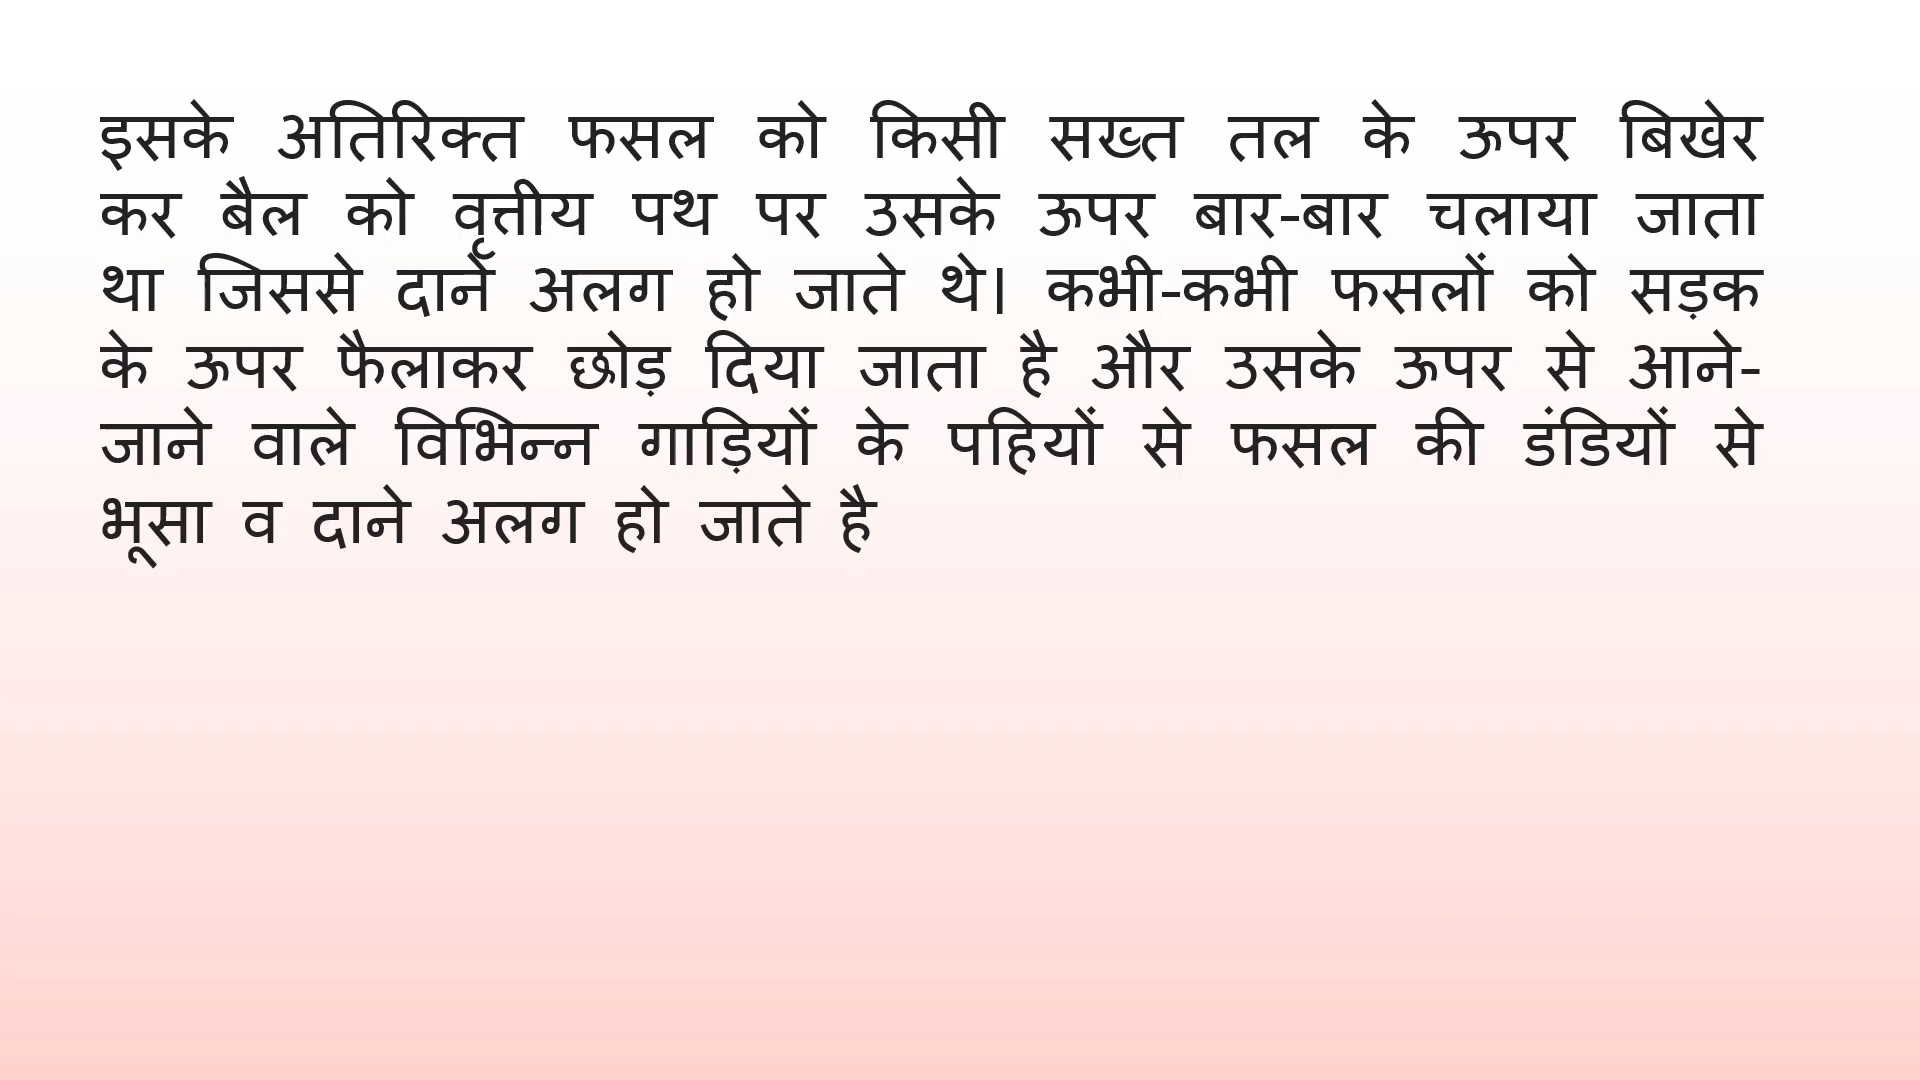 इसके अतिरिक्त फसल को किसी सख्त तल के ऊपर बिखेर
कर बैल को वृत्तीय पथ पर उसके ऊपर बार-बार चलाया जाता
था जिससे दाने अलग हो जाते थे। कभी-कभी फसलों को सड़क
के ऊपर फैलाकर छोड़ दिया जाता है और उसके ऊपर से आने-
जाने वाले विभिन्न गाड़ियों के पहियों से फसल की डंडियों से
भूसा व दाने अलग हो जाते है